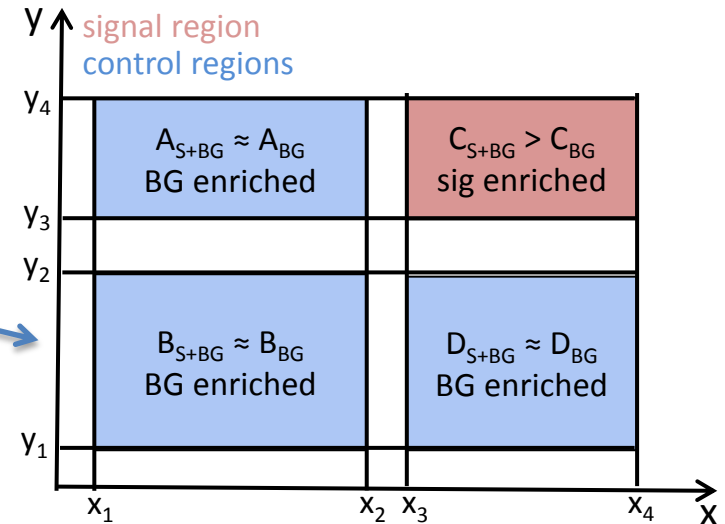 y
signal region
control regions
y₄
A_S+BG ≈ A_BG
BG enriched
C_S+BG > C_BG
sig enriched
y₃
y₂
B_S+BG ≈ B_BG
BG enriched
D_S+BG ≈ D_BG
BG enriched
y₁
x₁
x₂
x₃
x₄
x